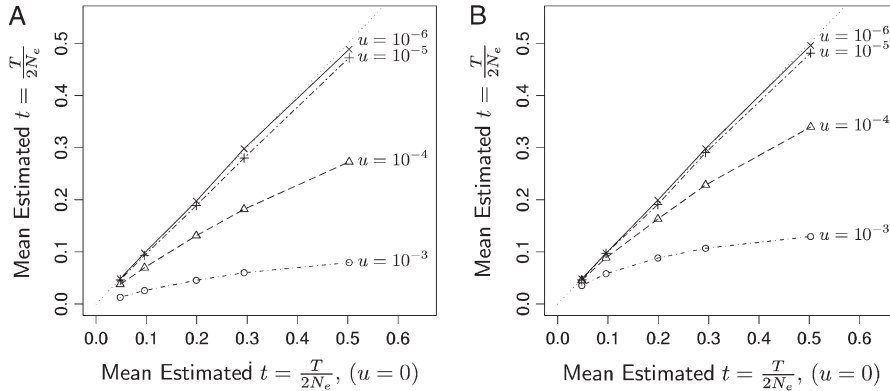 A
Mean Estimated t = T/2N_e
0.0 0.1 0.2 0.3 0.4 0.5
u = 10^-6
u = 10^-5
u = 10^-4
u = 10^-3
0.0 0.1 0.2 0.3 0.4 0.5 0.6
Mean Estimated t = T/2N_e, (u = 0)
B
Mean Estimated t = T/2N_e
0.0 0.1 0.2 0.3 0.4 0.5
u = 10^-6
u = 10^-5
u = 10^-4
u = 10^-3
0.0 0.1 0.2 0.3 0.4 0.5 0.6
Mean Estimated t = T/2N_e, (u = 0)